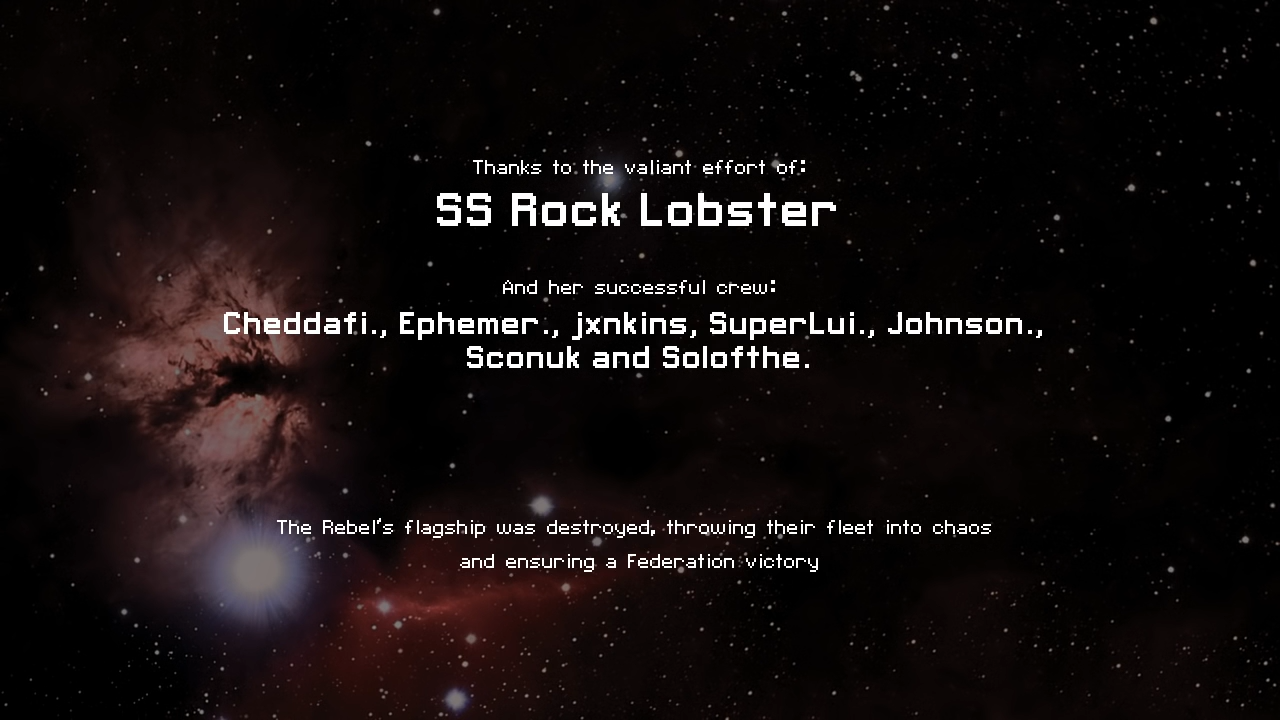 Thanks to the valiant effort of:
SS Rock Lobster
And her successful crew:
Cheddafi., Ephemer., jxnkins, SuperLui., Johnson.,
Sconuk and Solofthe.
The Rebel's flagship was destroyed, throwing their fleet into chaos
and ensuring a Federation victory